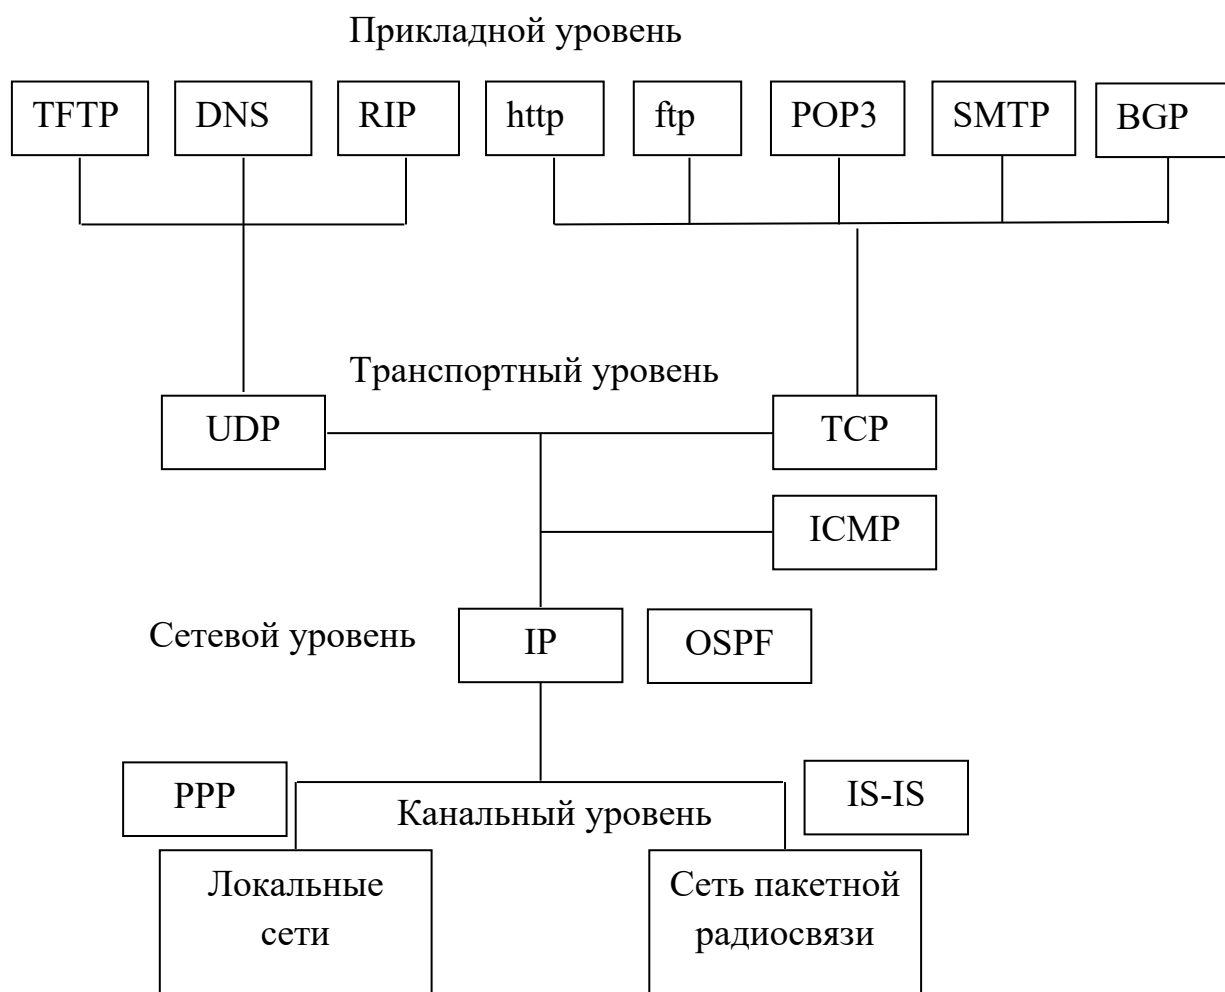 Прикладной уровень
TFTP DNS RIP http ftp POP3 SMTP BGP
Транспортный уровень
UDP TCP
ICMP
Сетевой уровень IP OSPF
PPP IS-IS
Канальный уровень
Локальные
сети
Сеть пакетной
радиосвязи